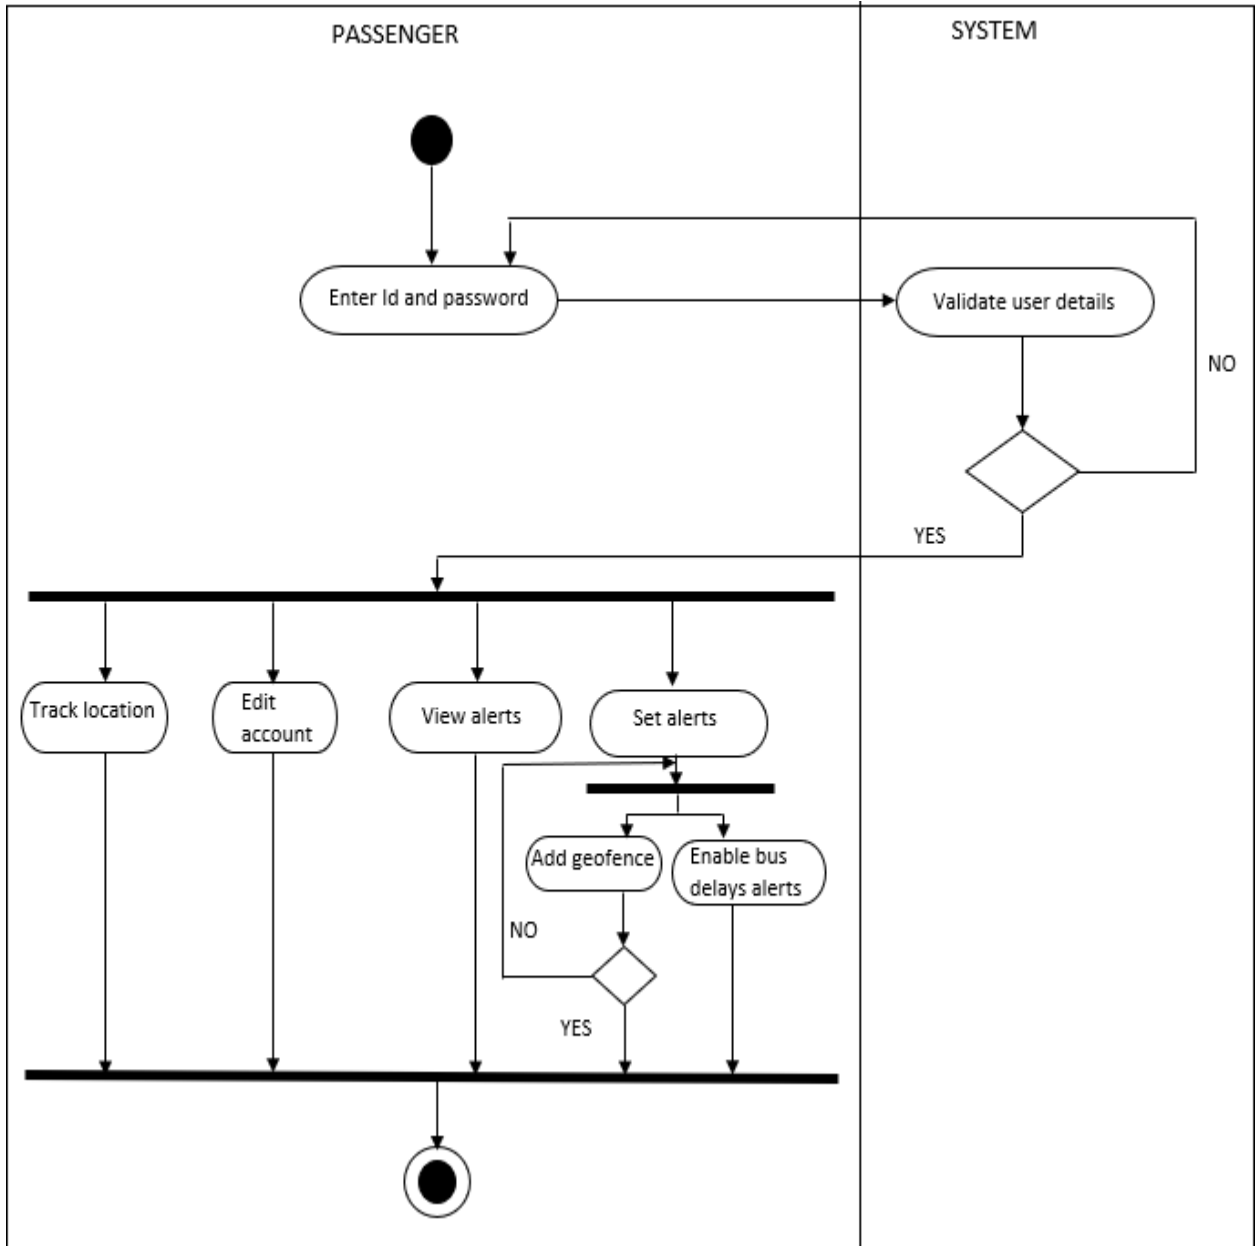 PASSENGER
SYSTEM
Enter Id and password
Validate user details
NO
YES
Track location
Edit
account
View alerts
Set alerts
Add geofence
Enable bus
delays alerts
NO
YES